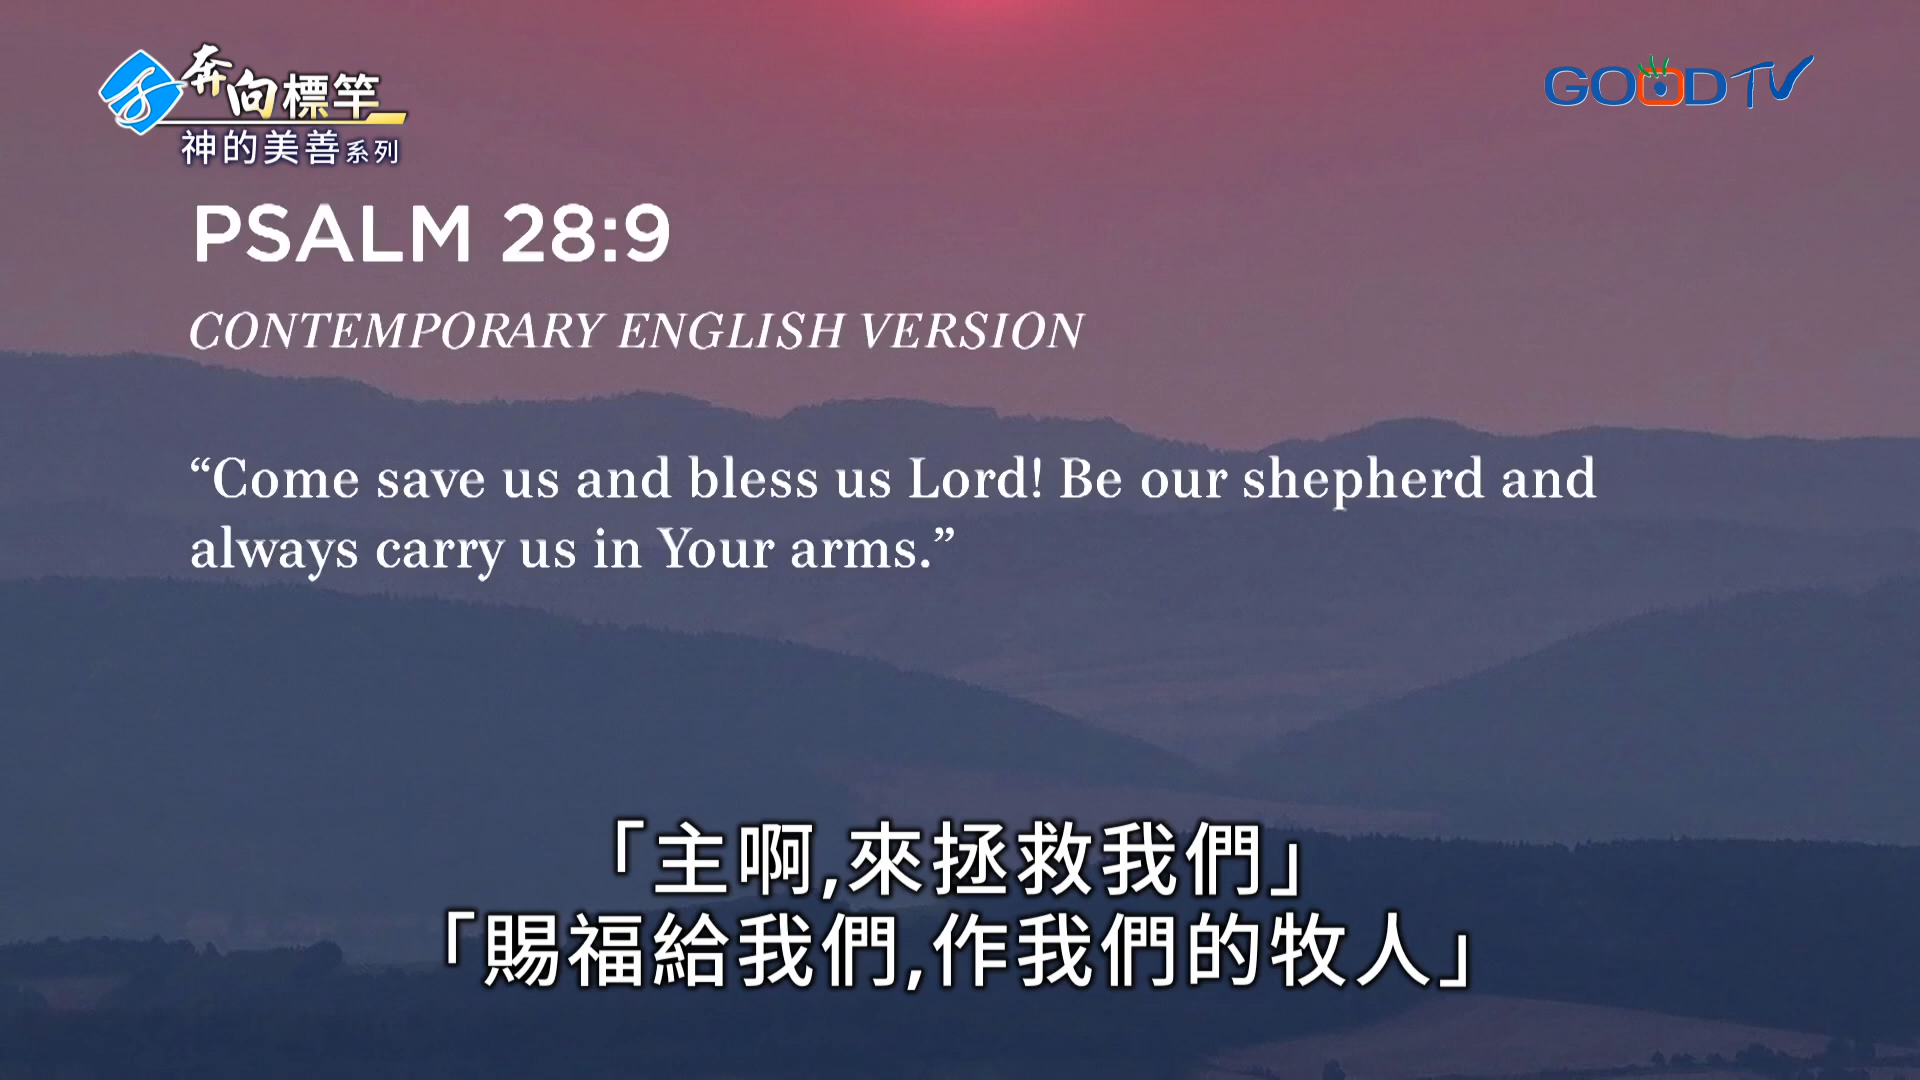 奔向標竿
神的美善系列
GOODTV
PSALM 28:9
CONTEMPORARY ENGLISH VERSION
“Come save us and bless us Lord! Be our shepherd and
always carry us in Your arms.”
「主啊,來拯救我們」
「賜福給我們,作我們的牧人」